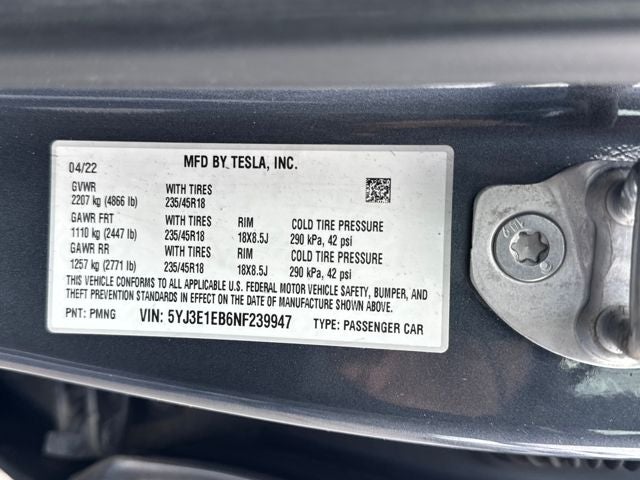 MFD BY TESLA, INC.
04/22
GVWR WITH TIRES
2207 kg (4866 lb) 235/45R18
GAWR FRT WITH TIRES RIM COLD TIRE PRESSURE
1110 kg (2447 lb) 235/45R18 18X8.5J 290 kPa, 42 psi
GAWR RR WITH TIRES RIM COLD TIRE PRESSURE
1257 kg (2771 lb) 235/45R18 18X8.5J 290 kPa, 42 psi
THIS VEHICLE CONFORMS TO ALL APPLICABLE U.S. FEDERAL MOTOR VEHICLE SAFETY, BUMPER, AND
THEFT PREVENTION STANDARDS IN EFFECT ON THE DATE OF MANUFACTURE SHOWN ABOVE.
PNT: PMNG VIN: 5YJ3E1EB6NF239947 TYPE: PASSENGER CAR